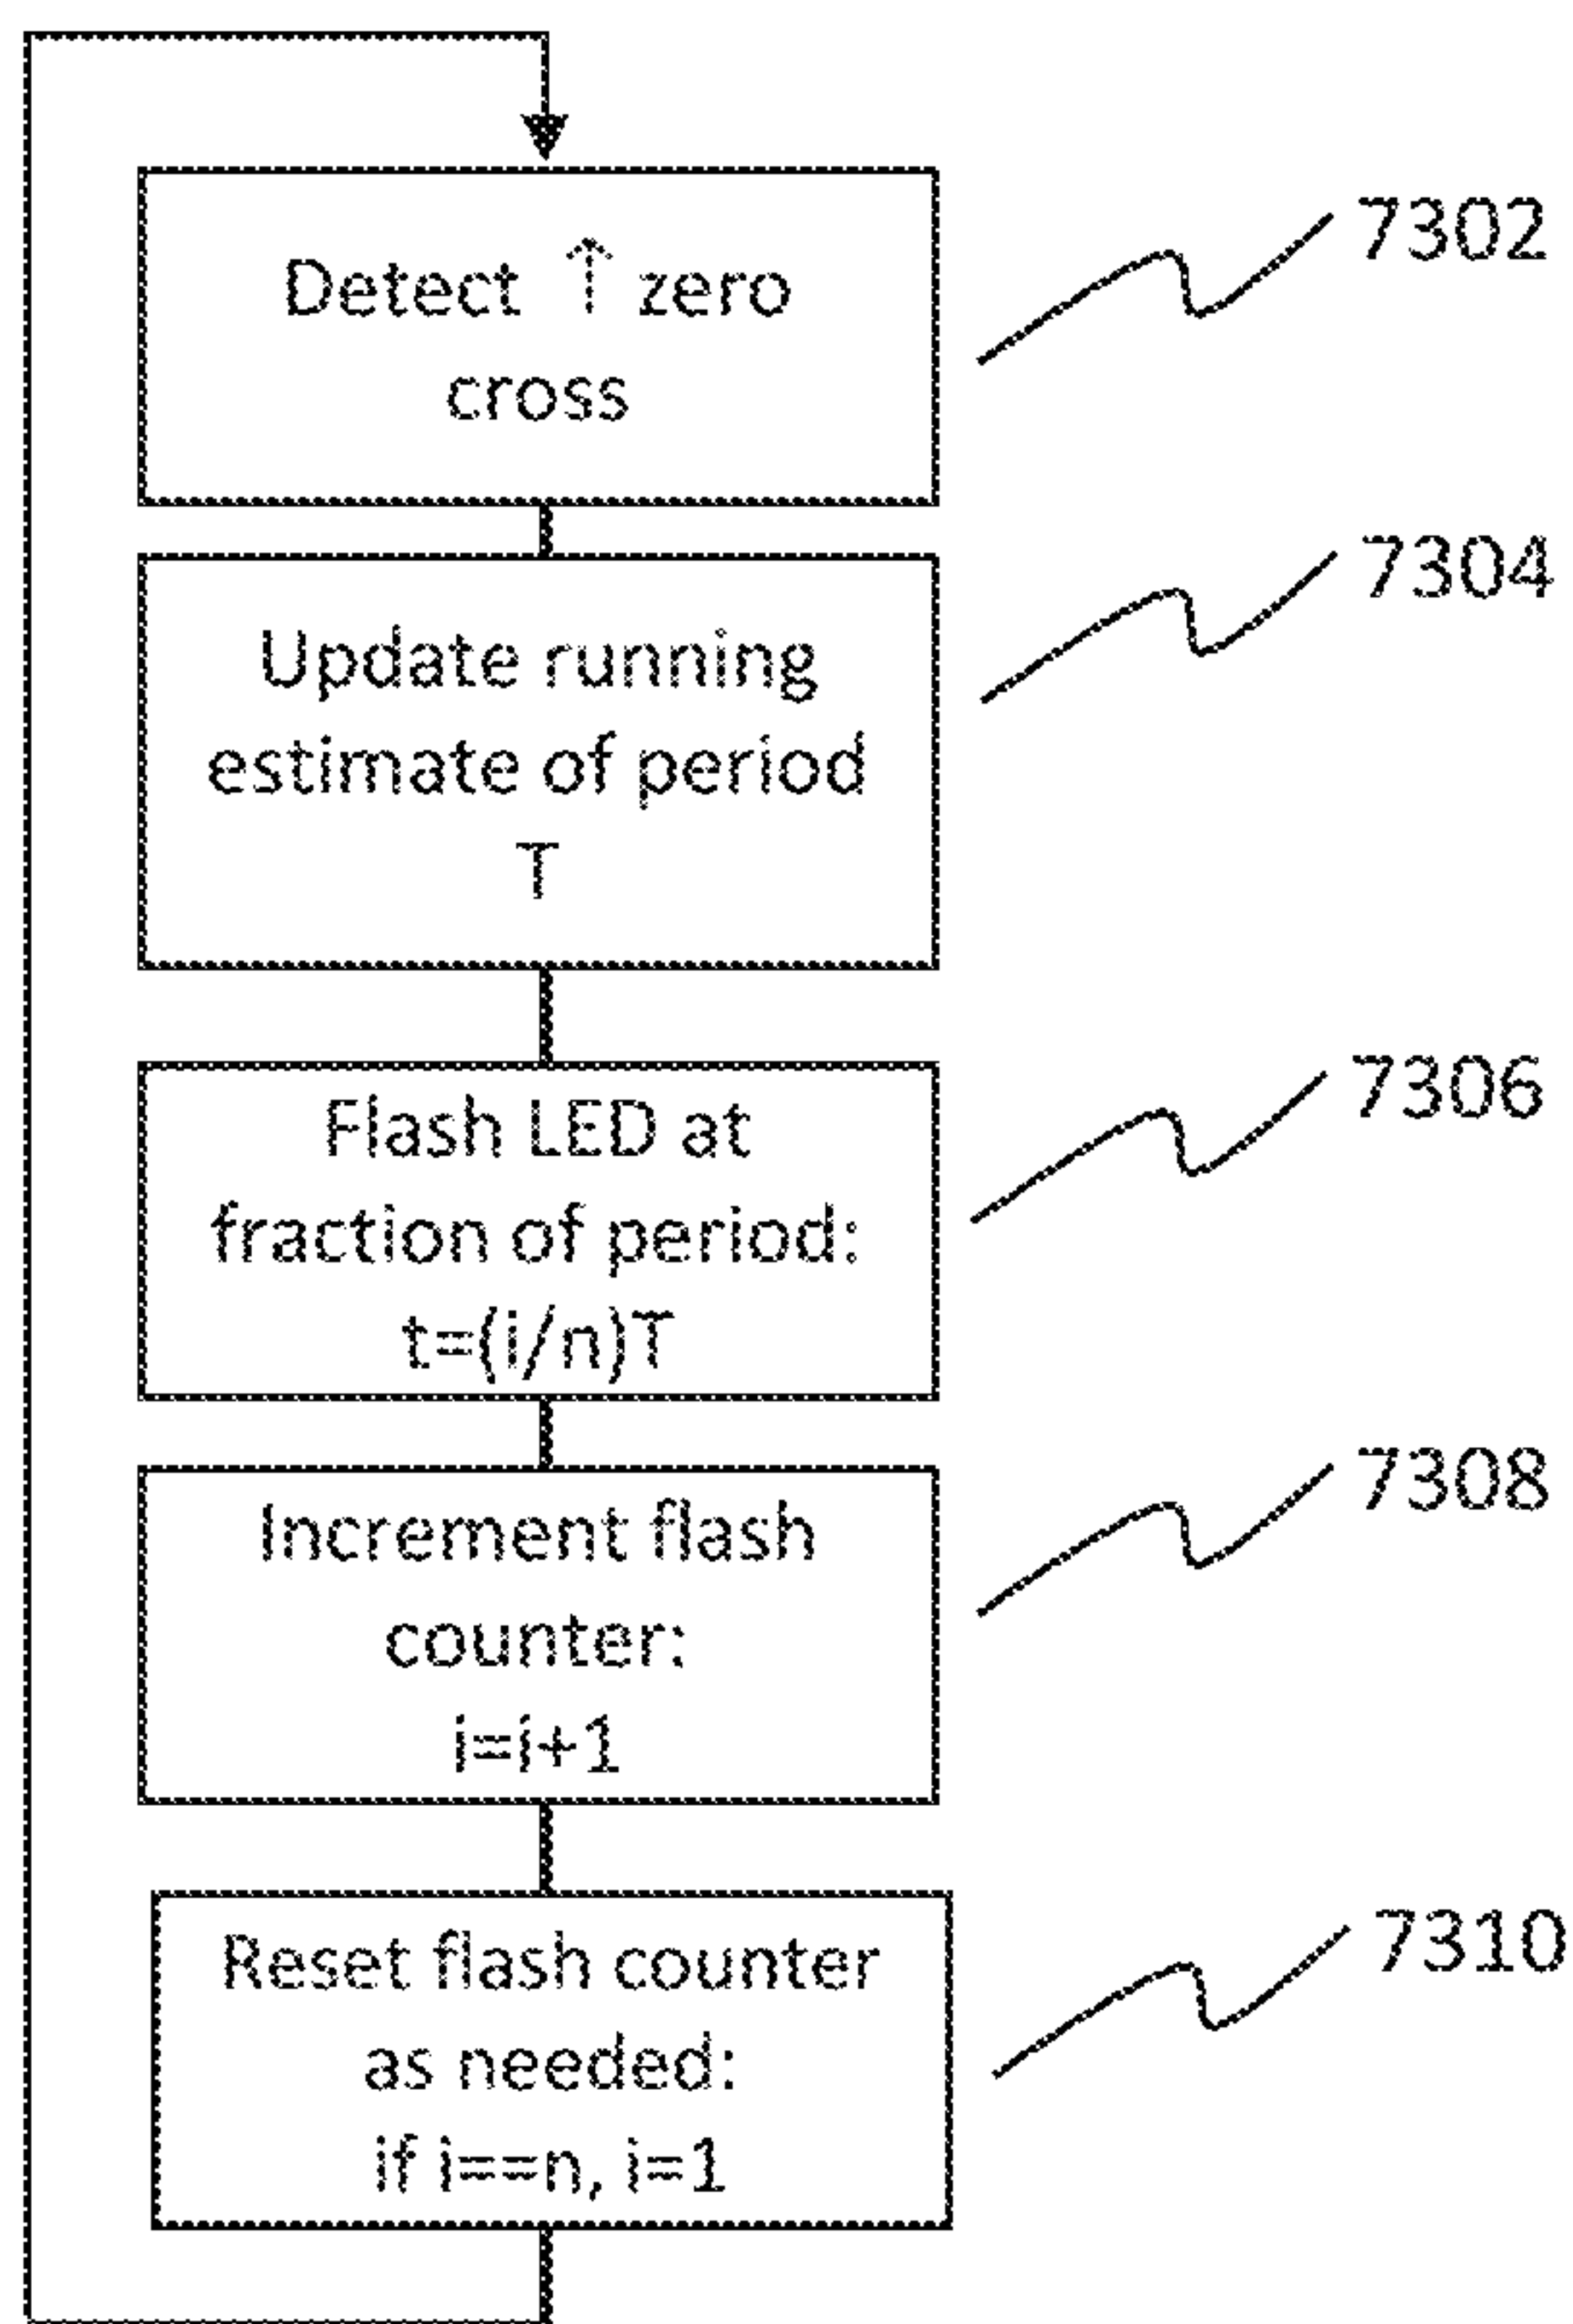 Detect ↑ zero
cross
7302
Update running
estimate of period
T
7304
Flash LED at
fraction of period:
t=(i/n)T
7306
Increment flash
counter:
i=i+1
7308
Reset flash counter
as needed:
if i==n, i=1
7310